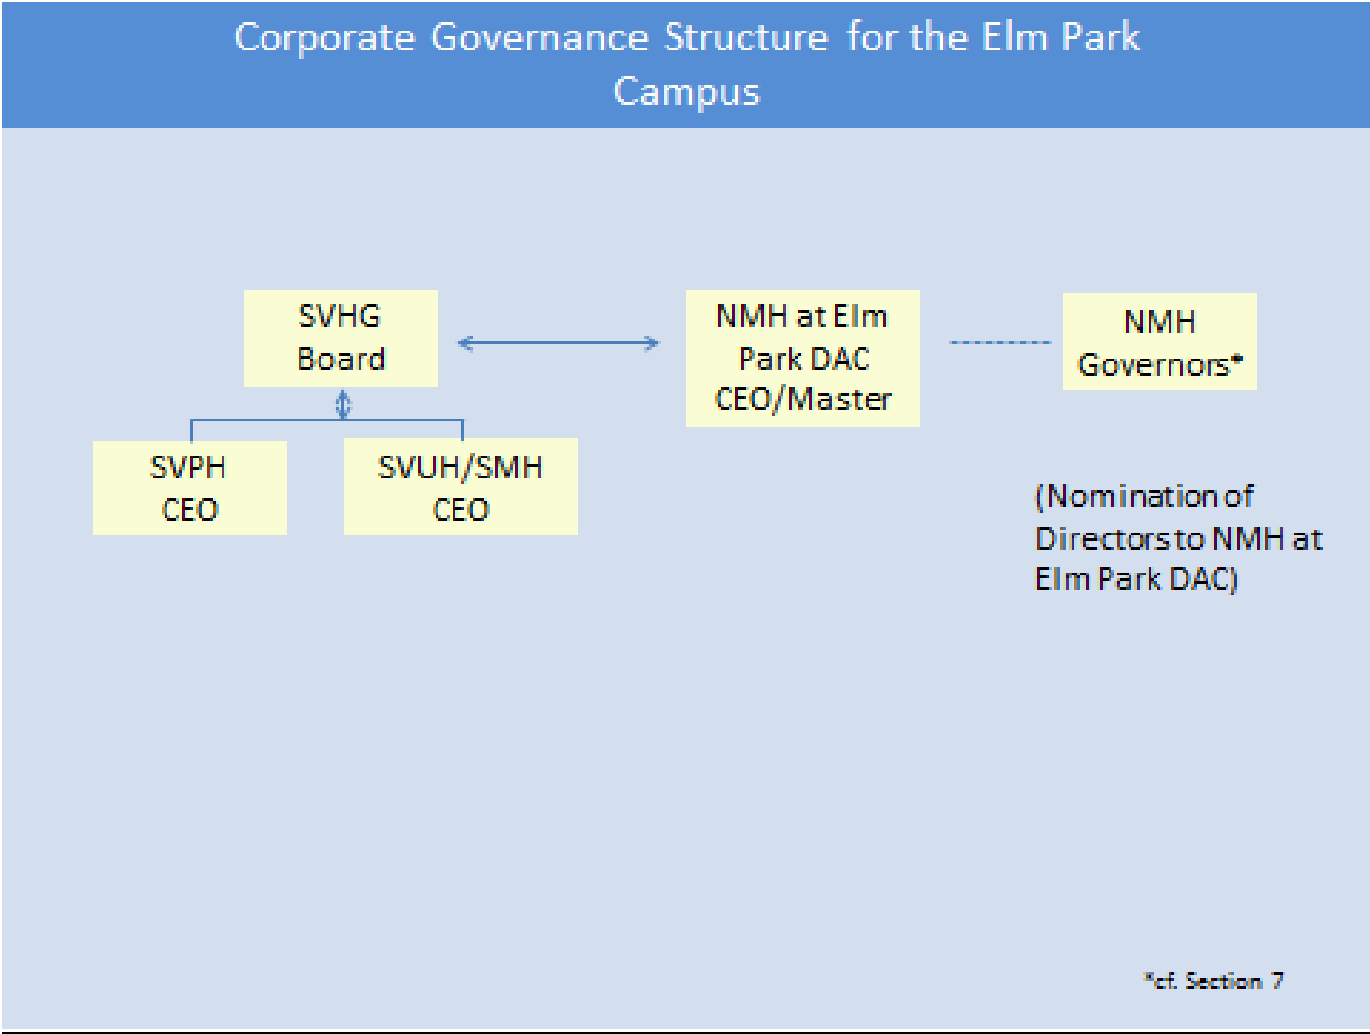 Corporate Governance Structure for the Elm Park
Campus
SVHG
Board
NMH at Elm
Park DAC
CEO/Master
NMH
Governors*
SVPH
CEO
SVUH/SMH
CEO
(Nomination of
Directors to NMH at
Elm Park DAC)
*cf. Section 7